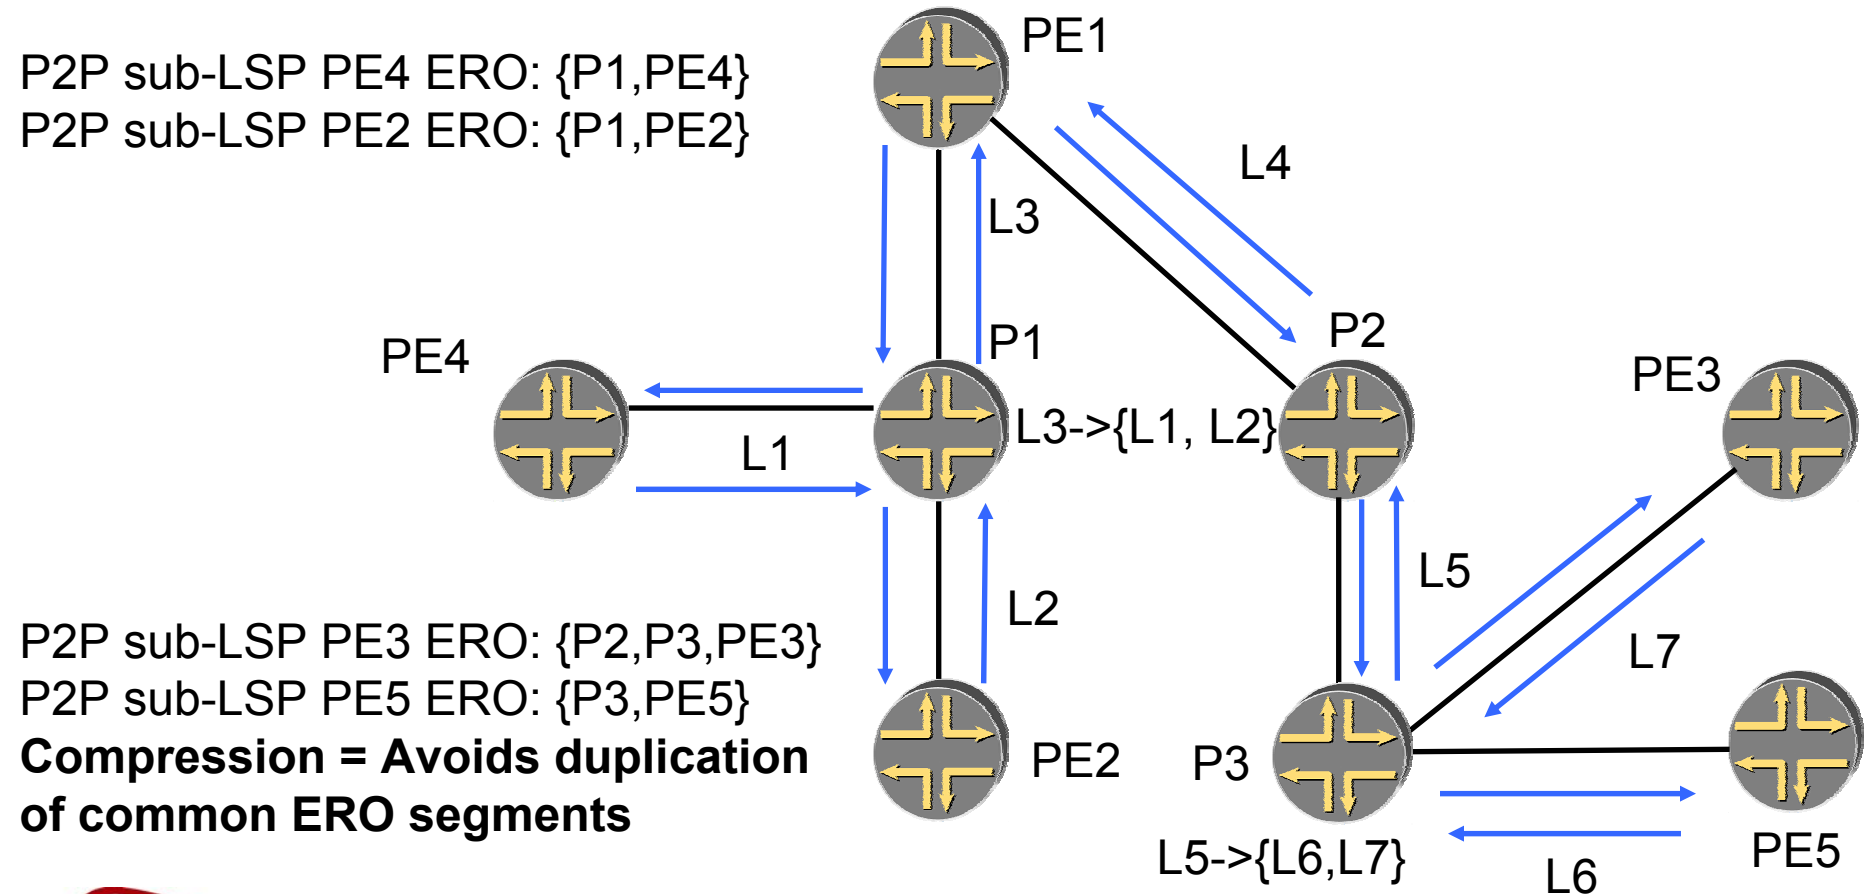 PE1
P2P sub-LSP PE4 ERO: {P1,PE4}
P2P sub-LSP PE2 ERO: {P1,PE2}
L4
L3
P1
P2
PE4
PE3
L3->{L1, L2}
L1
L5
L2
L7
P2P sub-LSP PE3 ERO: {P2,P3,PE3}
P2P sub-LSP PE5 ERO: {P3,PE5}
Compression = Avoids duplication
of common ERO segments
PE2
P3
PE5
L5->{L6,L7}
L6